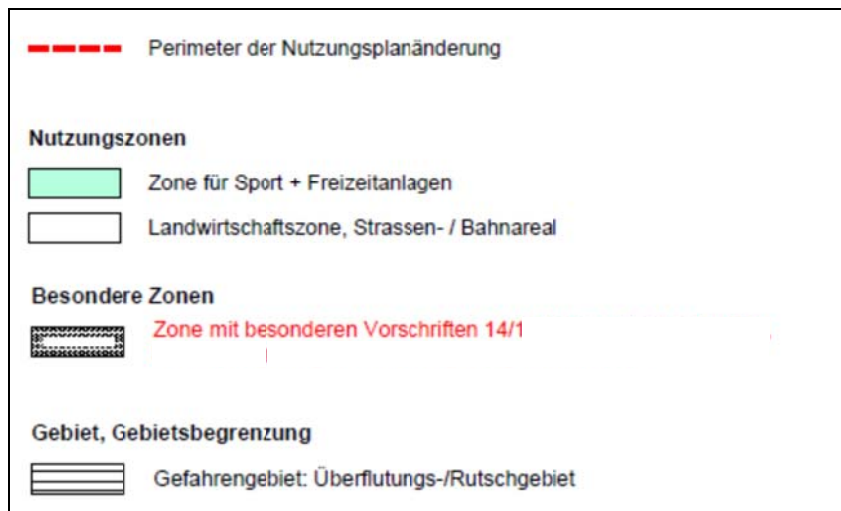 Perimeter der Nutzungsplanänderung
Nutzungszonen
Zone für Sport + Freizeitanlagen
Landwirtschaftszone, Strassen- / Bahnareal
Besondere Zonen
Zone mit besonderen Vorschriften 14/1
Gebiet, Gebietsbegrenzung
Gefahrengebiet: Überflutungs-/Rutschgebiet